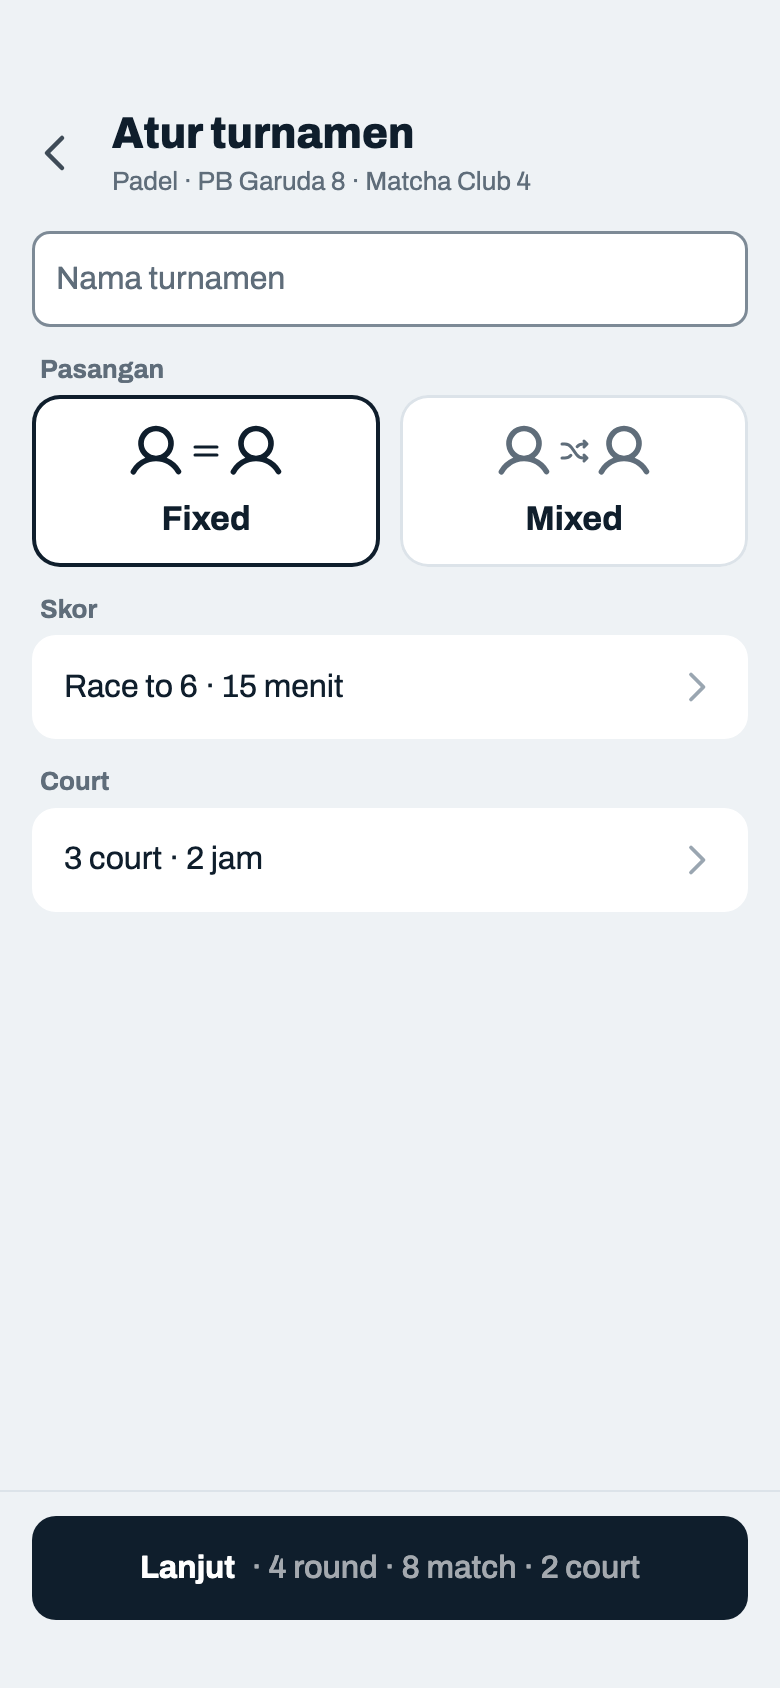 Atur turnamen
Padel · PB Garuda 8 · Matcha Club 4
Nama turnamen
Pasangan
Fixed
Mixed
Skor
Race to 6 · 15 menit
Court
3 court · 2 jam
Lanjut · 4 round · 8 match · 2 court